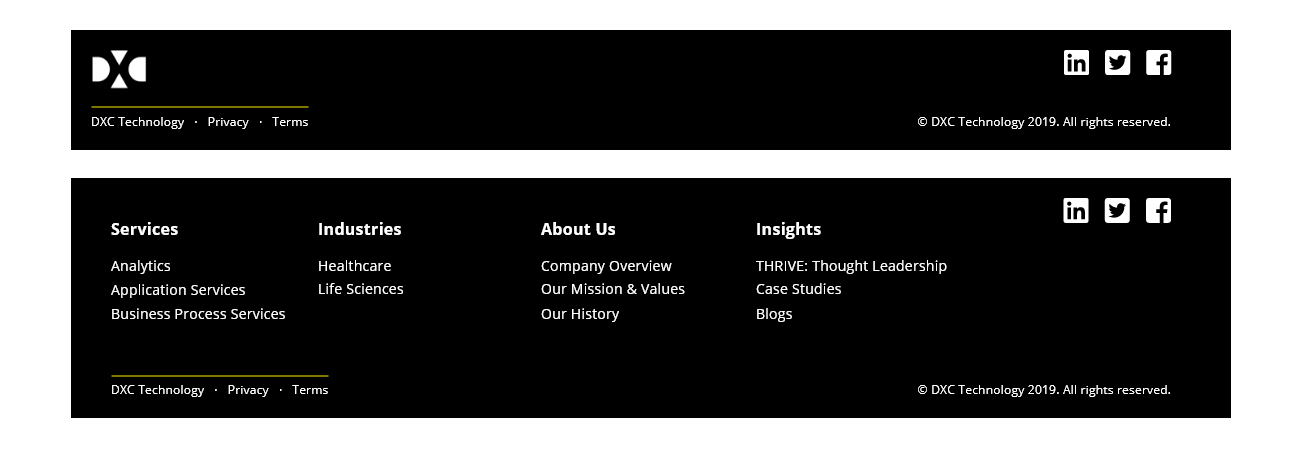 DXC
DXC Technology · Privacy · Terms
© DXC Technology 2019. All rights reserved.
Services
Analytics
Application Services
Business Process Services
Industries
Healthcare
Life Sciences
About Us
Company Overview
Our Mission & Values
Our History
Insights
THRIVE: Thought Leadership
Case Studies
Blogs
DXC Technology · Privacy · Terms
© DXC Technology 2019. All rights reserved.